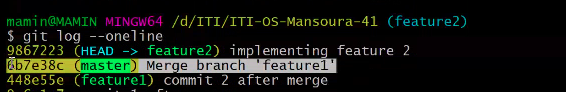 mamin@MAMIN MINGW64 /d/ITI/ITI-OS-Mansoura-41 (feature2)
$ git log --oneline
9867223 (HEAD -> feature2) implementing feature 2
6b7e38c (master) Merge branch 'feature1'
448e55e (feature1) commit 2 after merge